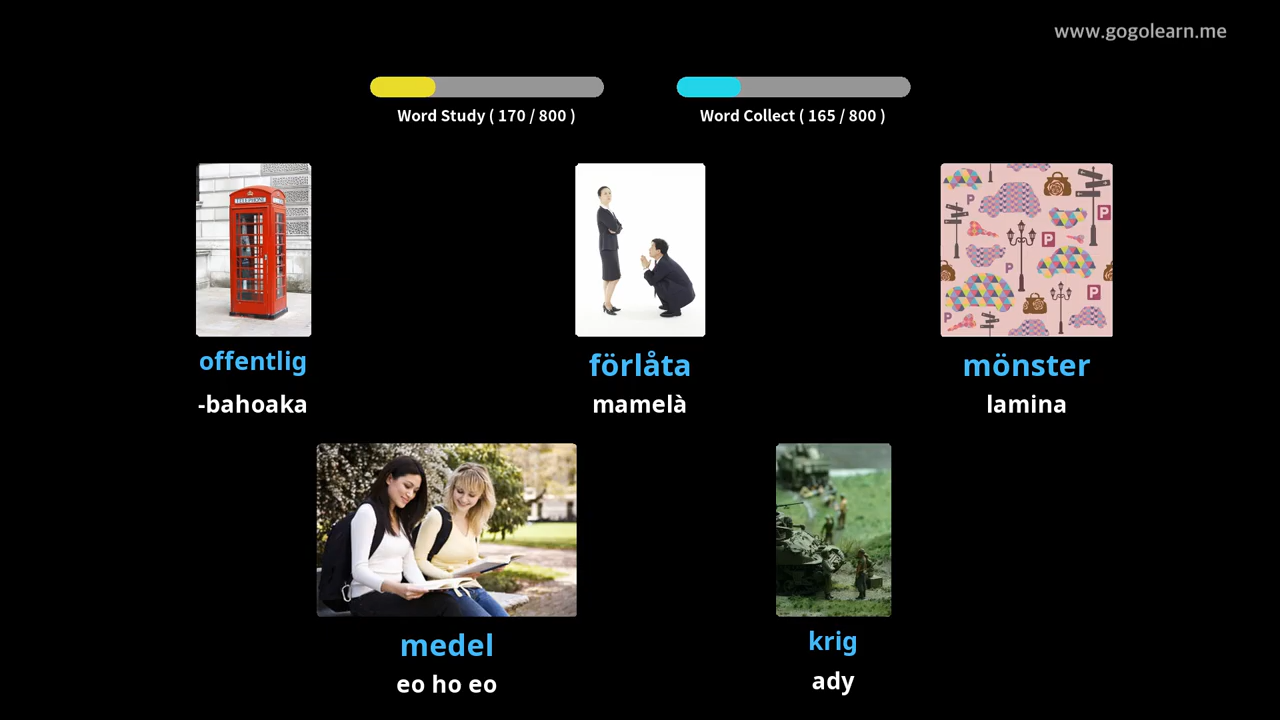 www.gogolearn.me
Word Study ( 170 / 800 )
Word Collect ( 165 / 800 )
TELEPHONE
P
P
P
P
P
P
offentlig
-bahoaka
förlåta
mamelà
mönster
lamina
medel
eo ho eo
krig
ady